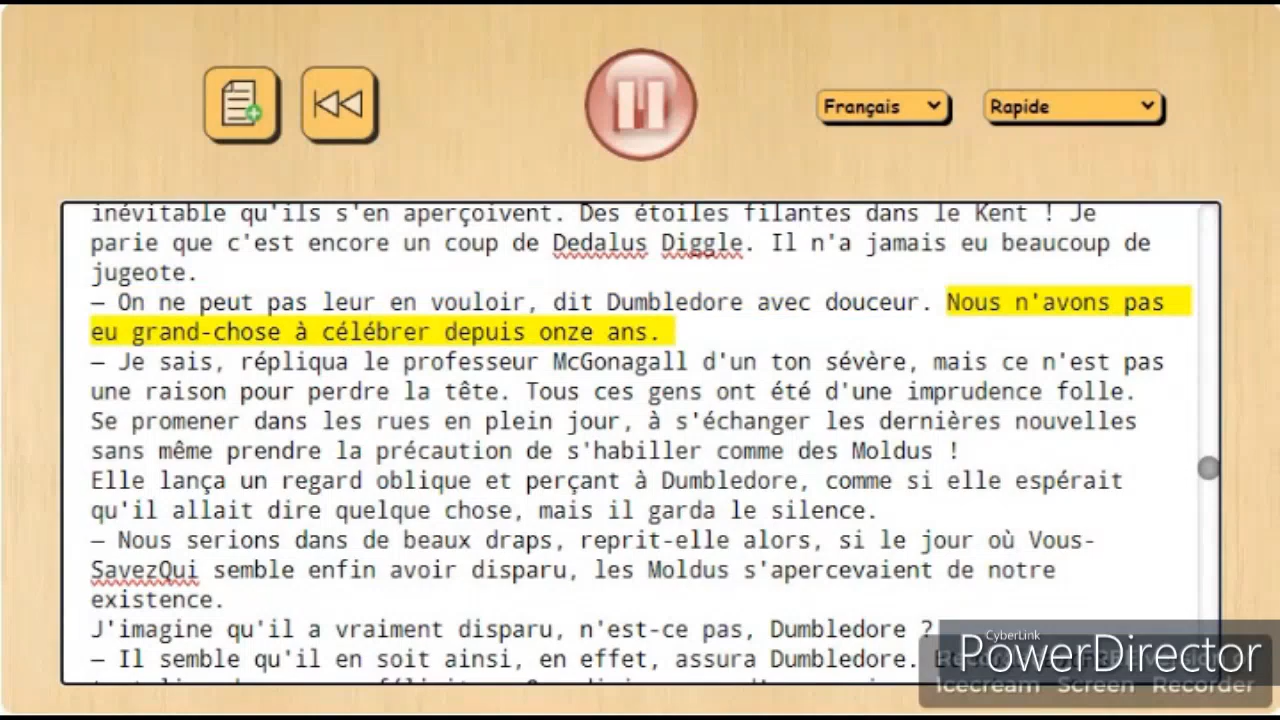 Français
Rapide
inévitable qu'ils s'en aperçoivent. Des étoiles filantes dans le Kent ! Je
parie que c'est encore un coup de Dedalus Diggle. Il n'a jamais eu beaucoup de
jugeote.
— On ne peut pas leur en vouloir, dit Dumbledore avec douceur. Nous n'avons pas
eu grand-chose à célébrer depuis onze ans.
— Je sais, répliqua le professeur McGonagall d'un ton sévère, mais ce n'est pas
une raison pour perdre la tête. Tous ces gens ont été d'une imprudence folle.
Se promener dans les rues en plein jour, à s'échanger les dernières nouvelles
sans même prendre la précaution de s'habiller comme des Moldus !
Elle lança un regard oblique et perçant à Dumbledore, comme si elle espérait
qu'il allait dire quelque chose, mais il garda le silence.
— Nous serions dans de beaux draps, reprit-elle alors, si le jour où Vous-
SavezQui semble enfin avoir disparu, les Moldus s'apercevaient de notre
existence.
J'imagine qu'il a vraiment disparu, n'est-ce pas, Dumbledore ?
— Il semble qu'il en soit ainsi, en effet, assura Dumbledore.
CyberLink
PowerDirector
Icecream Screen Recorder